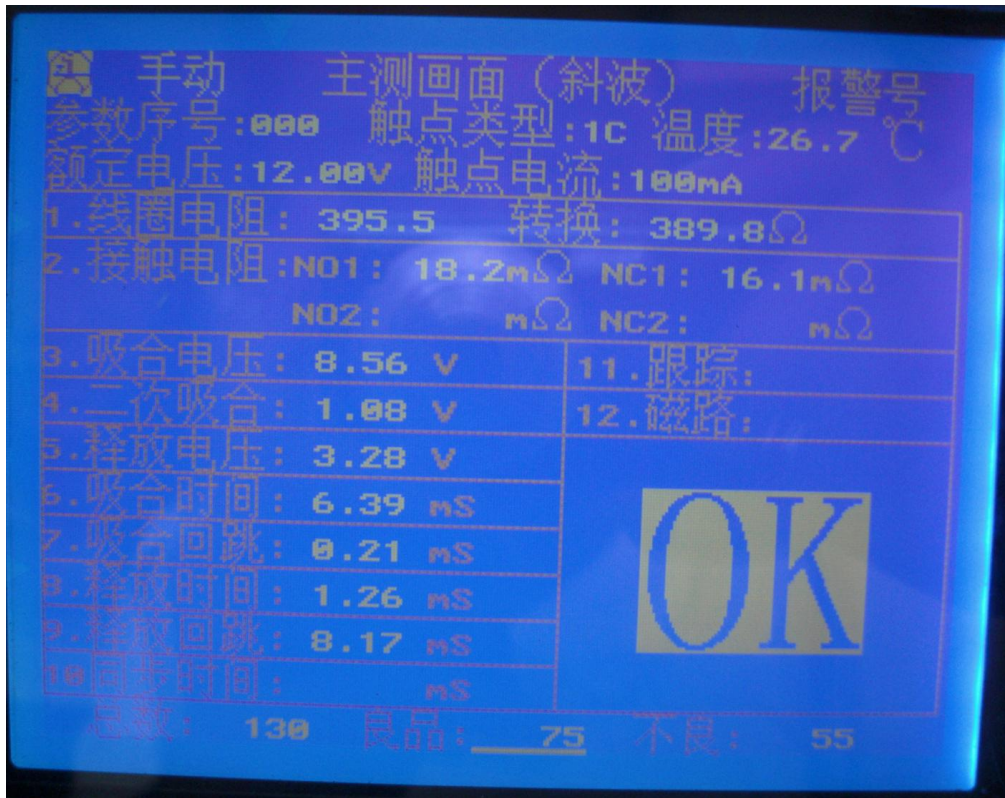 手动 主测画面（斜波） 报警号
参数序号:000 触点类型:1C 温度:26.7 ℃
额定电压:12.00V 触点电流:100mA
1.线圈电阻: 395.5 转换: 389.8Ω
2.接触电阻:NO1: 18.2mΩ NC1: 16.1mΩ
NO2: mΩ NC2: mΩ
3.吸合电压: 8.56 V
11.跟踪:
4.二次吸合: 1.08 V
12.磁路:
5.释放电压: 3.28 V
6.吸合时间: 6.39 mS
7.吸合回跳: 0.21 mS
8.释放时间: 1.26 mS
9.释放回跳: 8.17 mS
10同步时间: mS
OK
总数: 130 良品: 75 不良: 55